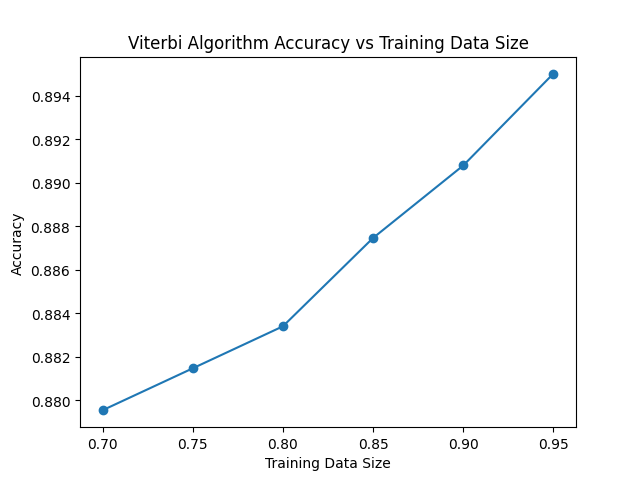 Viterbi Algorithm Accuracy vs Training Data Size
0.894
0.892
0.890
0.888
0.886
0.884
0.882
0.880
Accuracy
0.70 0.75 0.80 0.85 0.90 0.95
Training Data Size